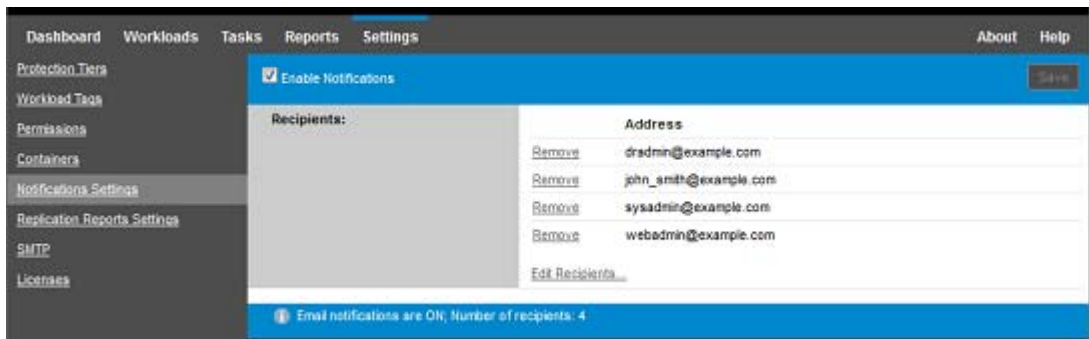 Dashboard Workloads Tasks Reports Settings About Help
Protection Tiers
Workload Tags
Permissions
Containers
Notifications Settings
Replication Reports Settings
SMTP
Licenses
Enable Notifications Save
Recipients:
Address
Remove dradmin@example.com
Remove john_smith@example.com
Remove sysadmin@example.com
Remove webadmin@example.com
Edit Recipients...
Email notifications are ON; Number of recipients: 4